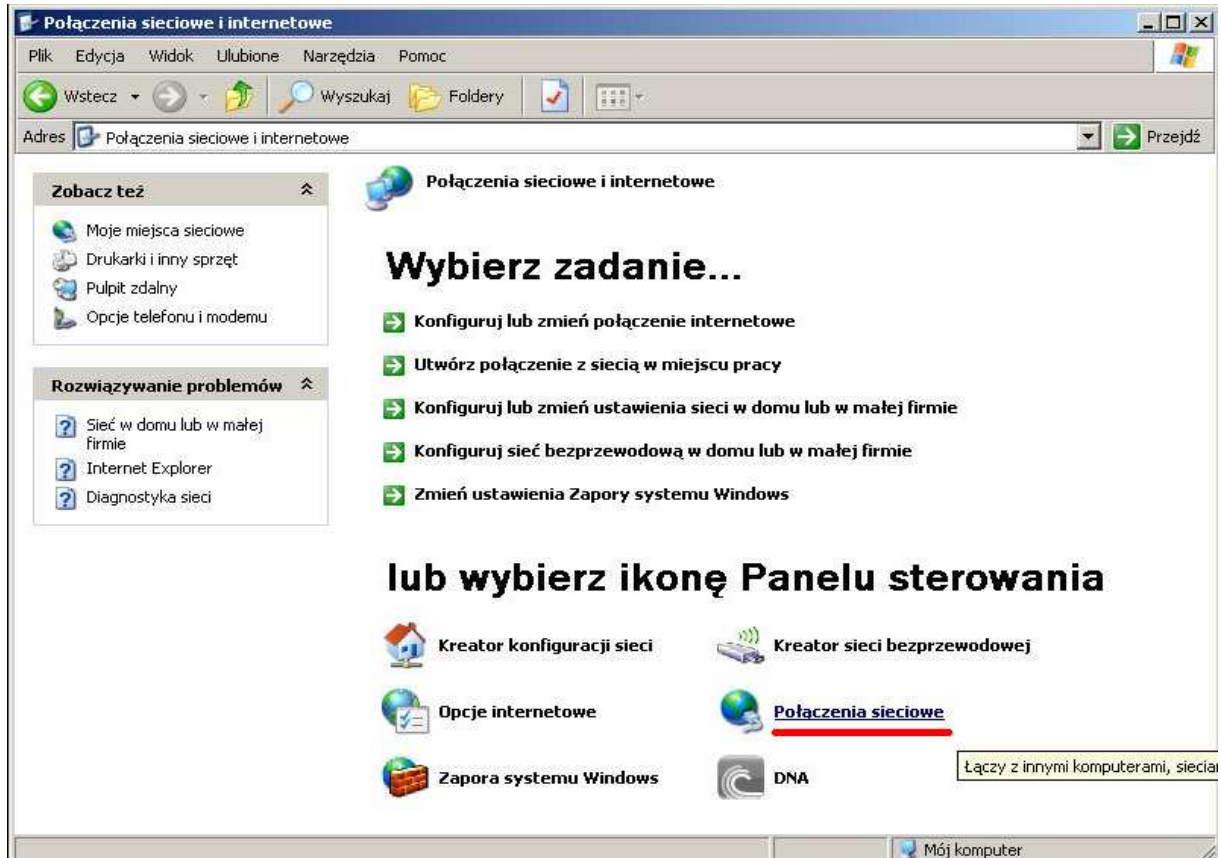 Połączenia sieciowe i internetowe
Plik Edycja Widok Ulubione Narzędzia Pomoc
Wstecz Wyszukaj Foldery
Adres Połączenia sieciowe i internetowe Przejdź
Zobacz też
Moje miejsca sieciowe
Drukarki i inny sprzęt
Pulpit zdalny
Opcje telefonu i modemu
Rozwiązywanie problemów
Sieć w domu lub w małej
firmie
Internet Explorer
Diagnostyka sieci
Połączenia sieciowe i internetowe
Wybierz zadanie...
Konfiguruj lub zmień połączenie internetowe
Utwórz połączenie z siecią w miejscu pracy
Konfiguruj lub zmień ustawienia sieci w domu lub w małej firmie
Konfiguruj sieć bezprzewodową w domu lub w małej firmie
Zmień ustawienia Zapory systemu Windows
lub wybierz ikonę Panelu sterowania
Kreator konfiguracji sieci
Kreator sieci bezprzewodowej
Opcje internetowe
Połączenia sieciowe
Zapora systemu Windows
DNA
Łączy z innymi komputerami,
Mój komputer